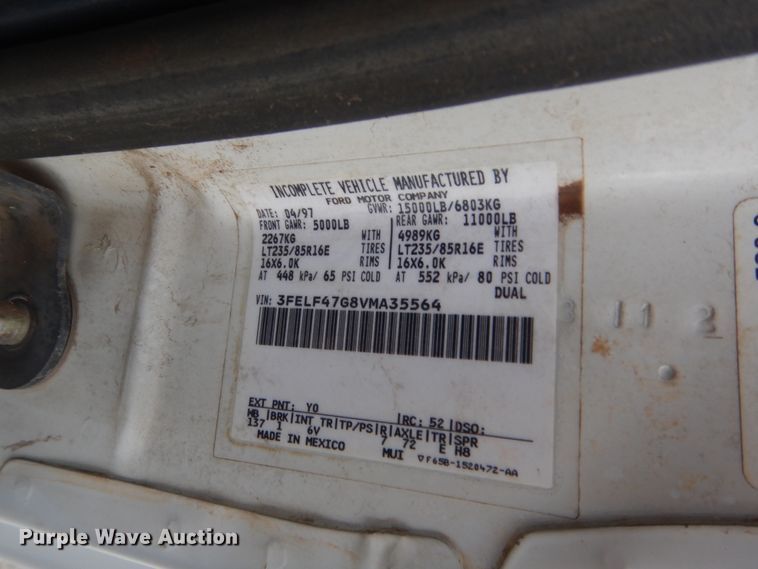 INCOMPLETE VEHICLE MANUFACTURED BY
FORD MOTOR COMPANY
DATE: 04/97 GVWR: 15000LB/6803KG
FRONT GAWR: 5000LB REAR GAWR: 11000LB
2267KG WITH 4989KG WITH
LT235/85R16E TIRES LT235/85R16E TIRES
16X6.0K RIMS 16X6.0K RIMS
AT 448 kPa/ 65 PSI COLD AT 552 kPa/ 80 PSI COLD
DUAL
VIN: 3FELF47G8VMA35564
EXT PNT: YO RC: 52 DSO:
WB BRK INT TR TP/PS R AXLE TR SPR
137 1 6V 7 72 E H8
MADE IN MEXICO MUI ▽F65B-1520472-AA
11 2
Purple Wave Auction